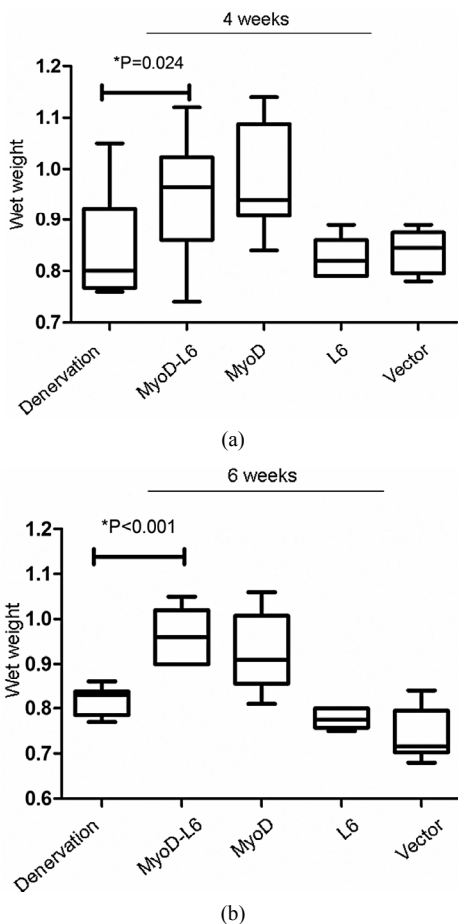 4 weeks
*P=0.024
Wet weight
1.2
1.1
1.0
0.9
0.8
0.7
Denervation
MyoD-L6
MyoD
L6
Vector
(a)
6 weeks
*P<0.001
Wet weight
1.2
1.1
1.0
0.9
0.8
0.7
0.6
Denervation
MyoD-L6
MyoD
L6
Vector
(b)